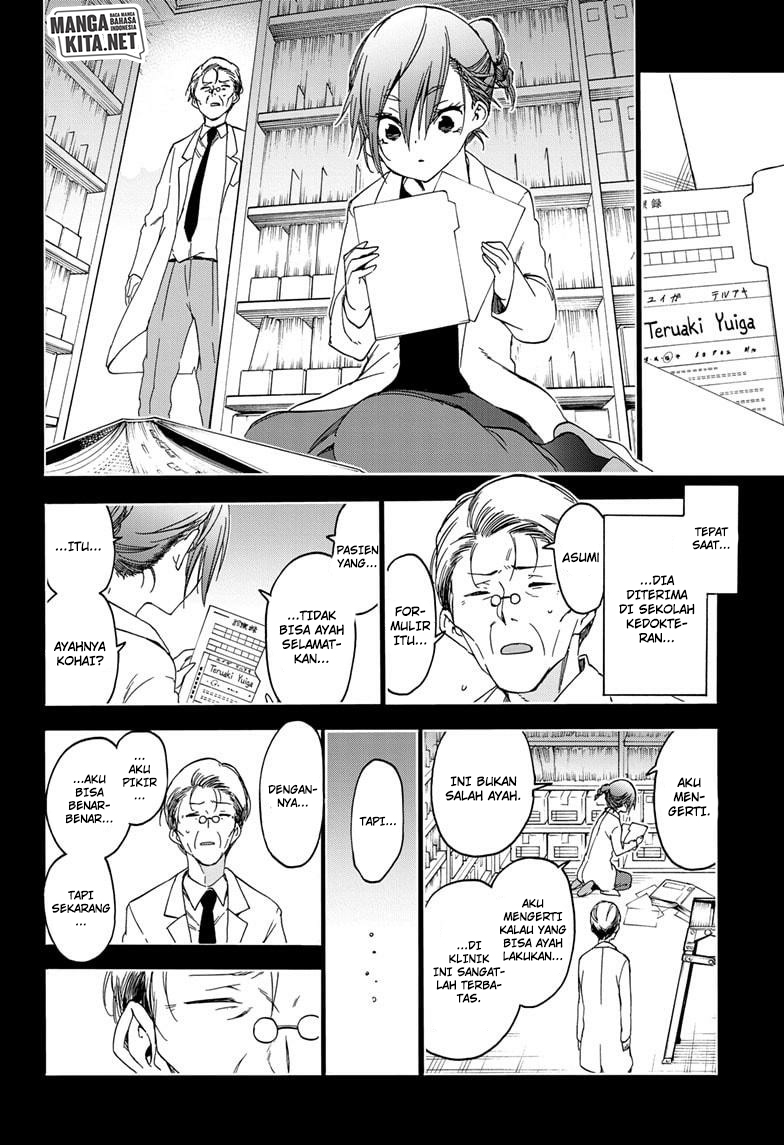 MANGA
KITA.NET
BACA MANGA
BAHASA
INDONESIA
録
ユイガ テルアキ
Teruaki Yuiga
TEPAT
SAAT...
...DIA
DITERIMA
DI SEKOLAH
KEDOKTE-
RAN...
ASUMI
FOR-
MULIR
ITU...
PASIEN
YANG...
...TIDAK
BISA AYAH
SELAMAT-
KAN...
...ITU...
AYAHNYA
KOHAI?
Teruaki Yuiga
AKU
MEN-
GERTI.
INI BUKAN
SALAH AYAH.
AKU
MENGERTI
KALAU YANG
BISA AYAH
LAKUKAN...
...DI
KLINIK
INI SANGAT-
LAH TERBA-
TAS.
TAPI...
DENGAN-
NYA...
...
AKU
PIKIR
...
...AKU
BISA
BENAR-
BENAR...
TAPI
SEKARANG
...